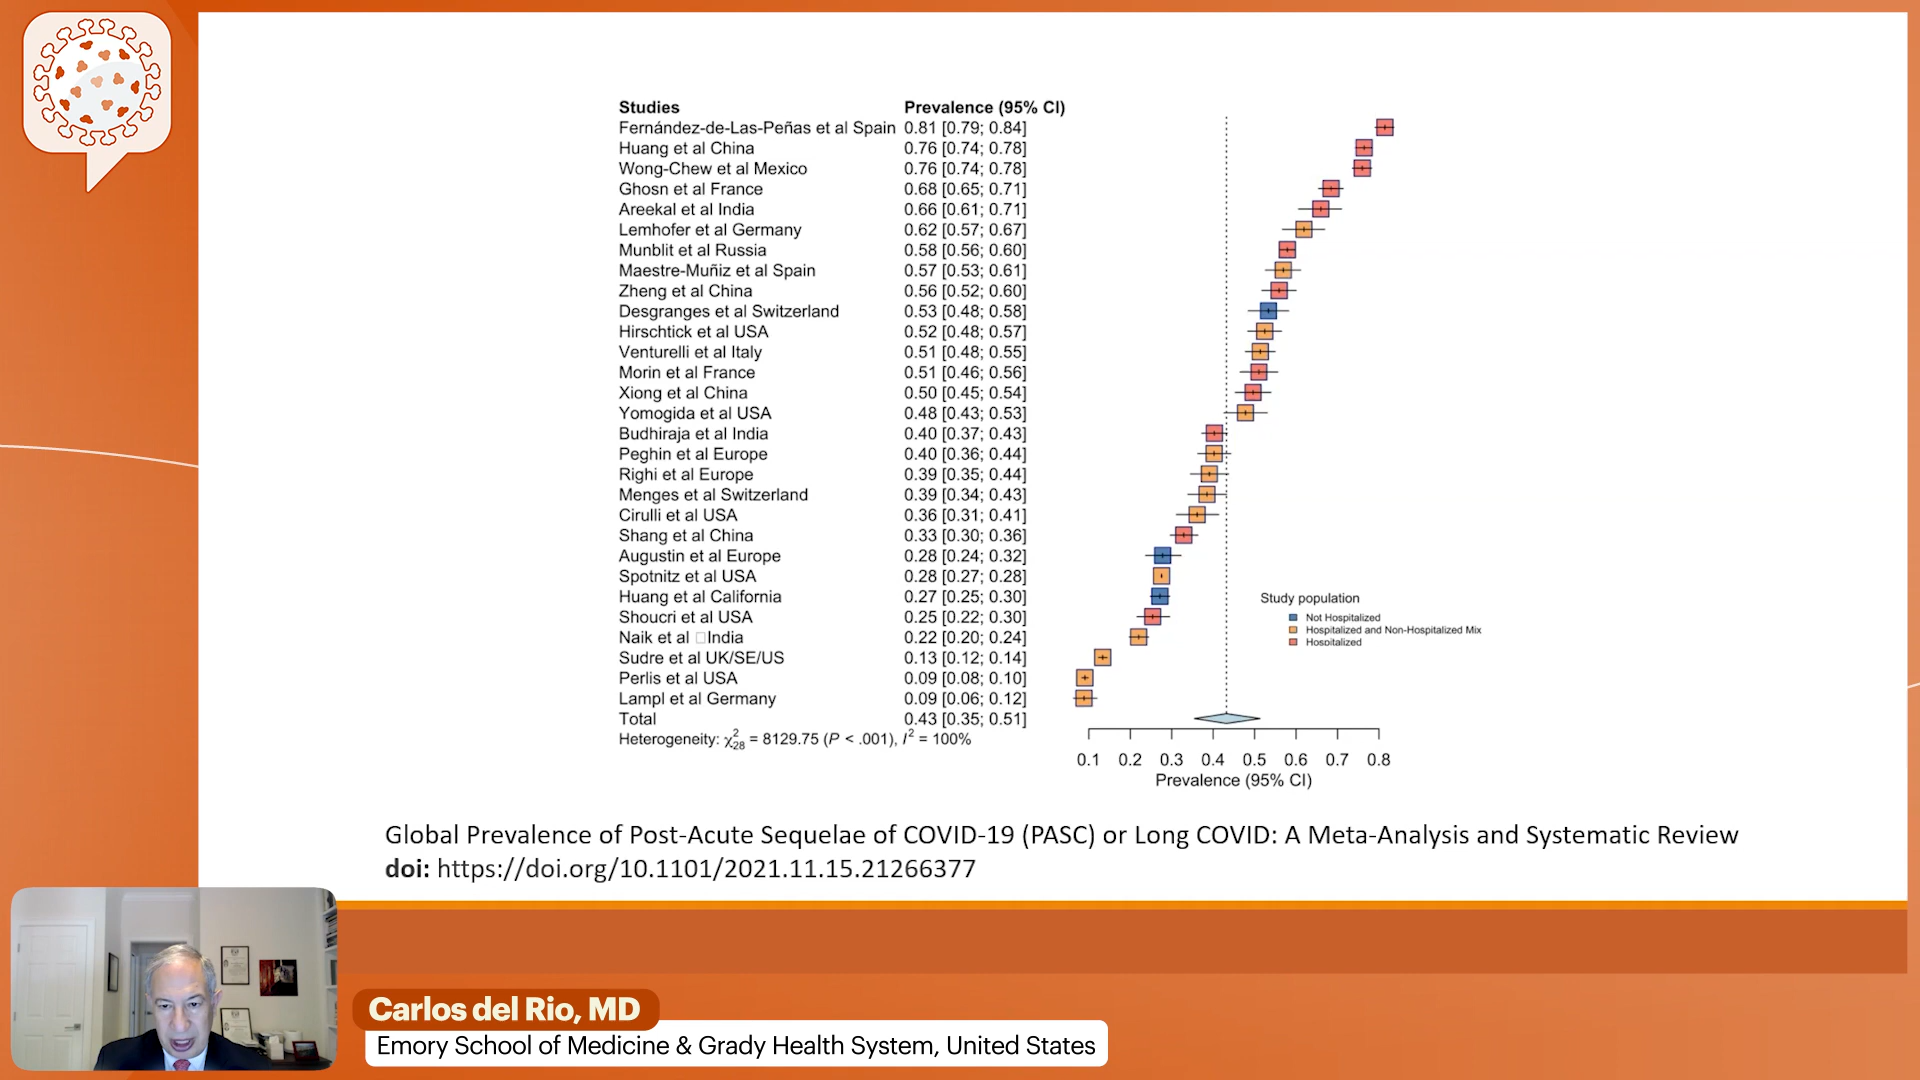 Studies Prevalence (95% CI)
Fernández-de-Las-Peñas et al Spain 0.81 [0.79; 0.84]
Huang et al China 0.76 [0.74; 0.78]
Wong-Chew et al Mexico 0.76 [0.74; 0.78]
Ghosn et al France 0.68 [0.65; 0.71]
Areekal et al India 0.66 [0.61; 0.71]
Lemhofer et al Germany 0.62 [0.57; 0.67]
Munblit et al Russia 0.58 [0.56; 0.60]
Maestre-Muñiz et al Spain 0.57 [0.53; 0.61]
Zheng et al China 0.56 [0.52; 0.60]
Desgranges et al Switzerland 0.53 [0.48; 0.58]
Hirschtick et al USA 0.52 [0.48; 0.57]
Venturelli et al Italy 0.51 [0.48; 0.55]
Morin et al France 0.51 [0.46; 0.56]
Xiong et al China 0.50 [0.45; 0.54]
Yomogida et al USA 0.48 [0.43; 0.53]
Budhiraja et al India 0.40 [0.37; 0.43]
Peghin et al Europe 0.40 [0.36; 0.44]
Righi et al Europe 0.39 [0.35; 0.44]
Menges et al Switzerland 0.39 [0.34; 0.43]
Cirulli et al USA 0.36 [0.31; 0.41]
Shang et al China 0.33 [0.30; 0.36]
Augustin et al Europe 0.28 [0.24; 0.32]
Spotnitz et al USA 0.28 [0.27; 0.28]
Huang et al California 0.27 [0.25; 0.30]
Shoucri et al USA 0.25 [0.22; 0.30]
Naik et al □India 0.22 [0.20; 0.24]
Sudre et al UK/SE/US 0.13 [0.12; 0.14]
Perlis et al USA 0.09 [0.08; 0.10]
Lampl et al Germany 0.09 [0.06; 0.12]
Total 0.43 [0.35; 0.51]
Heterogeneity: χ²₂₈ = 8129.75 (P < .001), I² = 100%
Study population
Not Hospitalized
Hospitalized and Non-Hospitalized Mix
Hospitalized
0.1 0.2 0.3 0.4 0.5 0.6 0.7 0.8
Prevalence (95% CI)
Global Prevalence of Post-Acute Sequelae of COVID-19 (PASC) or Long COVID: A Meta-Analysis and Systematic Review
doi: https://doi.org/10.1101/2021.11.15.21266377
Carlos del Rio, MD
Emory School of Medicine & Grady Health System, United States